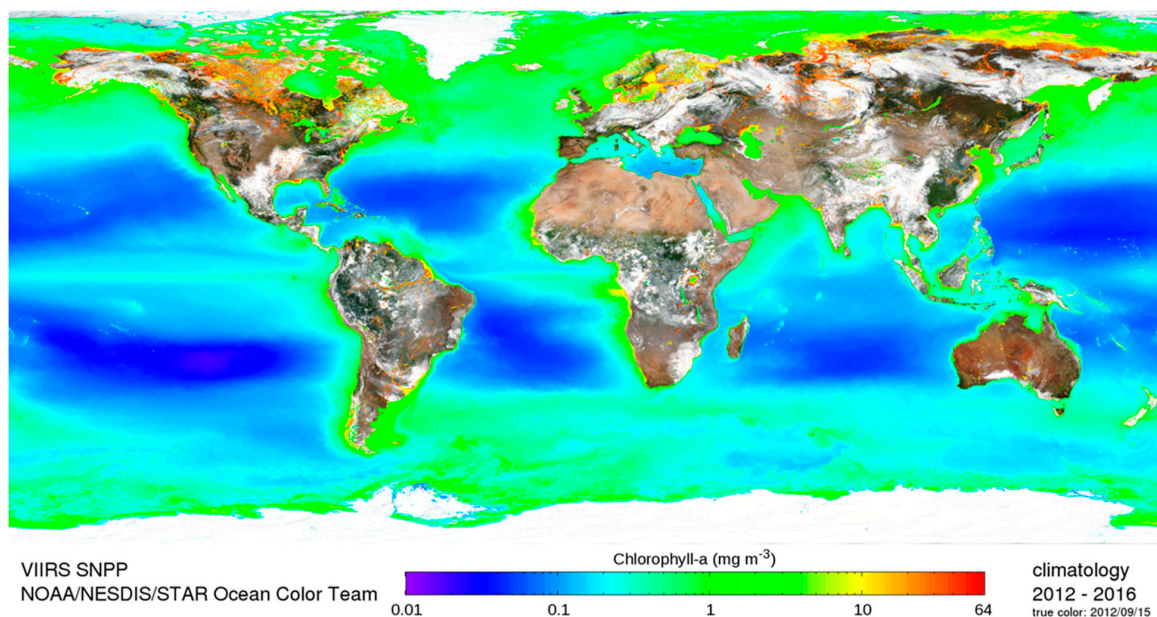 Chlorophyll-a (mg m-3)
VIIRS SNPP
NOAA/NESDIS/STAR Ocean Color Team
0.01 0.1 1 10 64
climatology
2012 - 2016
true color: 2012/09/15